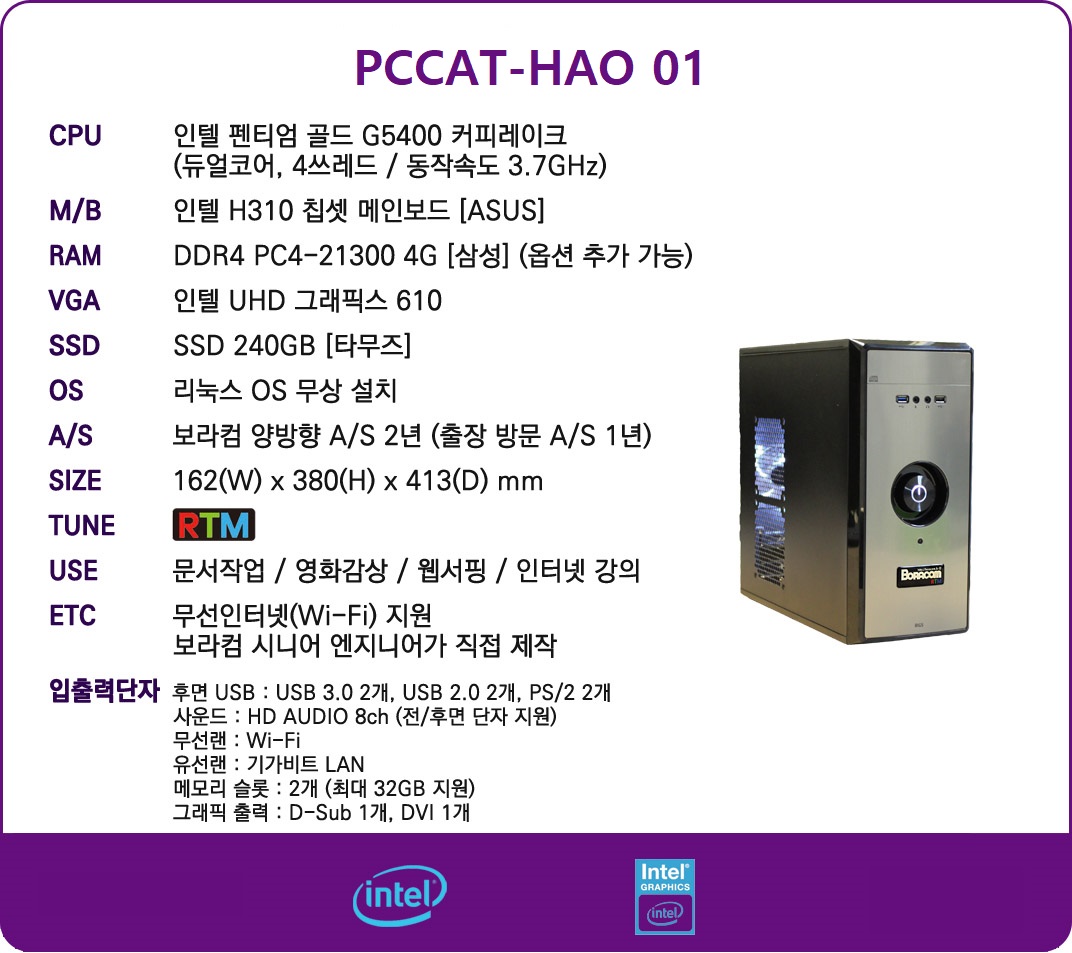 PCCAT-HAO 01
CPU 인텔 펜티엄 골드 G5400 커피레이크
(듀얼코어, 4쓰레드 / 동작속도 3.7GHz)
M/B 인텔 H310 칩셋 메인보드 [ASUS]
RAM DDR4 PC4-21300 4G [삼성] (옵션 추가 가능)
VGA 인텔 UHD 그래픽스 610
SSD SSD 240GB [타무즈]
OS 리눅스 OS 무상 설치
A/S 보라컴 양방향 A/S 2년 (출장 방문 A/S 1년)
SIZE 162(W) x 380(H) x 413(D) mm
TUNE RTM
USE 문서작업 / 영화감상 / 웹서핑 / 인터넷 강의
ETC 무선인터넷(Wi-Fi) 지원
보라컴 시니어 엔지니어가 직접 제작
입출력단자 후면 USB : USB 3.0 2개, USB 2.0 2개, PS/2 2개
사운드 : HD AUDIO 8ch (전/후면 단자 지원)
무선랜 : Wi-Fi
유선랜 : 기가비트 LAN
메모리 슬롯 : 2개 (최대 32GB 지원)
그래픽 출력 : D-Sub 1개, DVI 1개
BORACOM
RTM
intel
Intel®
GRAPHICS
intel